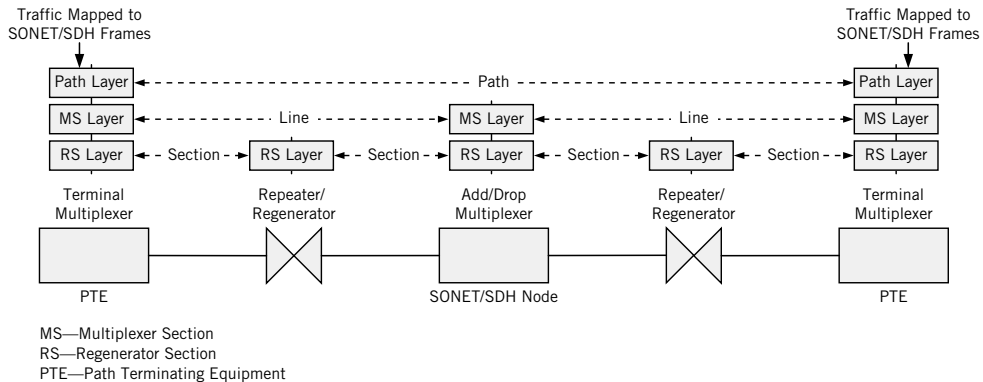 Traffic Mapped to
SONET/SDH Frames
Traffic Mapped to
SONET/SDH Frames
Path Layer
Path
Path Layer
MS Layer
Line
MS Layer
Line
MS Layer
RS Layer
Section
RS Layer
Section
RS Layer
Section
RS Layer
Section
RS Layer
Terminal
Multiplexer
Repeater/
Regenerator
Add/Drop
Multiplexer
Repeater/
Regenerator
Terminal
Multiplexer
PTE
SONET/SDH Node
PTE
MS—Multiplexer Section
RS—Regenerator Section
PTE—Path Terminating Equipment